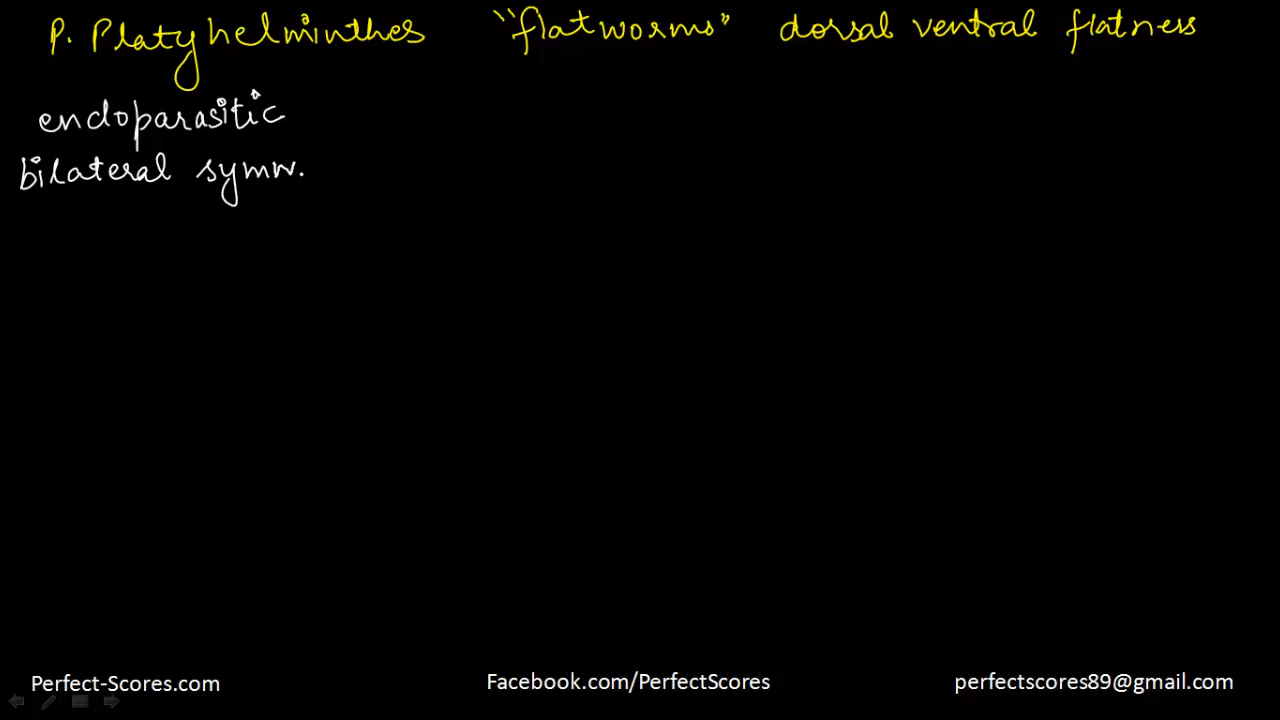 P. Platyhelminthes "flatworms" dorsal ventral flatness
endoparasitic
bilateral symm.
Perfect-Scores.com Facebook.com/PerfectScores perfectscores89@gmail.com